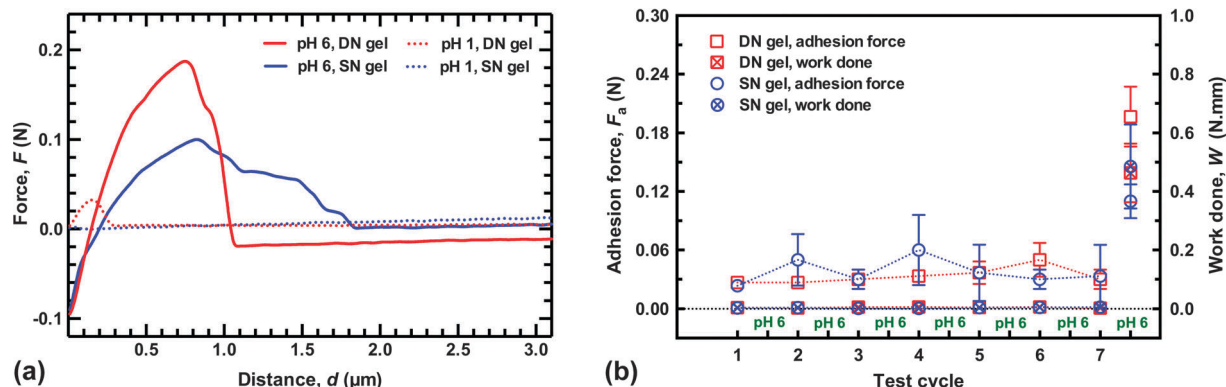 0.2
0.1
0.0
-0.1
Force, F (N)
pH 6, DN gel
pH 1, DN gel
pH 6, SN gel
pH 1, SN gel
0.5
1.0
1.5
2.0
2.5
3.0
Distance, d (µm)
(a)
0.30
0.24
0.18
0.12
0.06
0.00
Adhesion force, Fa (N)
DN gel, adhesion force
DN gel, work done
SN gel, adhesion force
SN gel, work done
1.0
0.8
0.6
0.4
0.2
0.0
Work done, W (N.mm)
pH 6 pH 6 pH 6 pH 6 pH 6 pH 6 pH 6
1 2 3 4 5 6 7
Test cycle
(b)